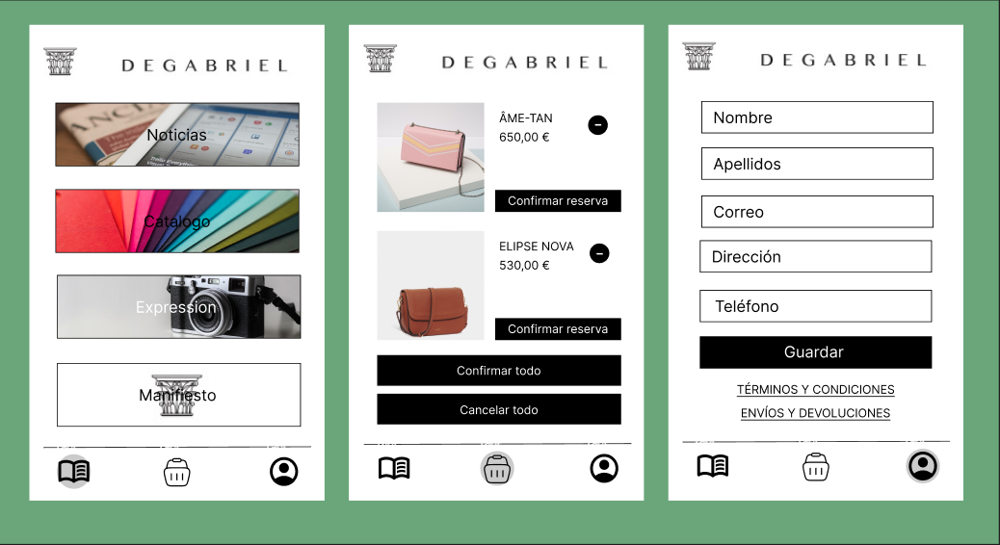 DEGABRIEL
Noticias
Catálogo
Expression
Manifiesto
DEGABRIEL
ÂME-TAN
650,00 €
Confirmar reserva
ELIPSE NOVA
530,00 €
Confirmar reserva
Confirmar todo
Cancelar todo
DEGABRIEL
Nombre
Apellidos
Correo
Dirección
Teléfono
Guardar
TÉRMINOS Y CONDICIONES
ENVÍOS Y DEVOLUCIONES